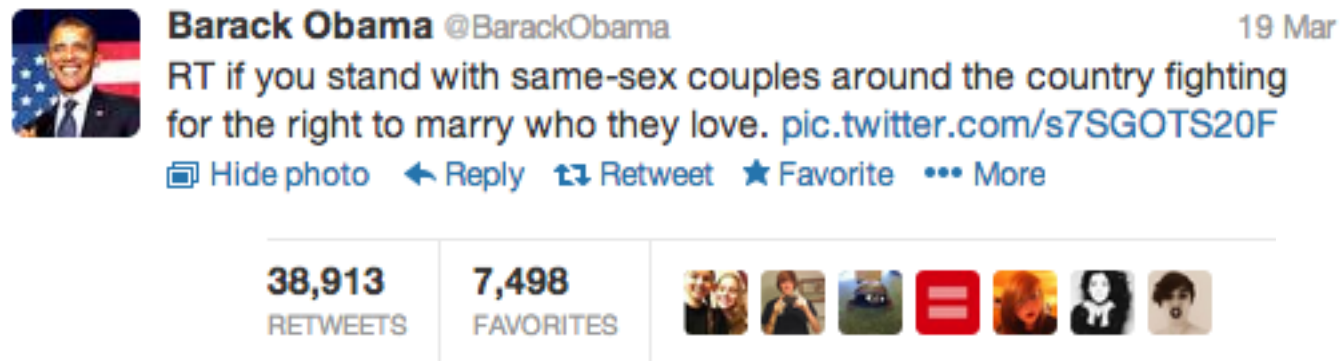 Barack Obama @BarackObama 19 Mar
RT if you stand with same-sex couples around the country fighting
for the right to marry who they love. pic.twitter.com/s7SGOTS20F
Hide photo Reply Retweet Favorite More
38,913 7,498
RETWEETS FAVORITES